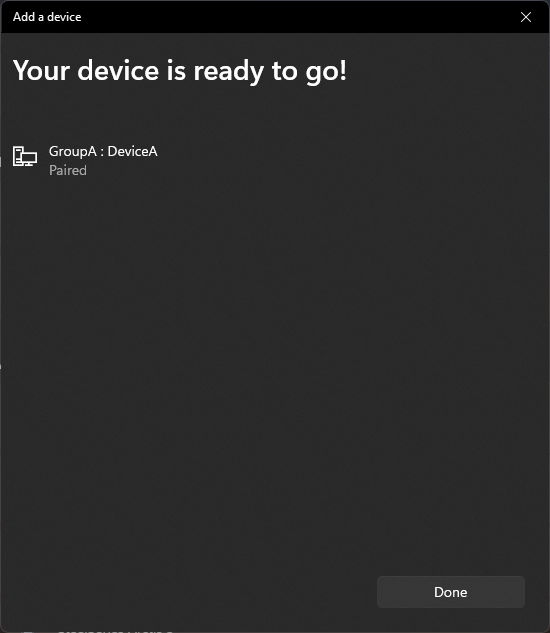 Add a device
Your device is ready to go!
GroupA : DeviceA
Paired
Done